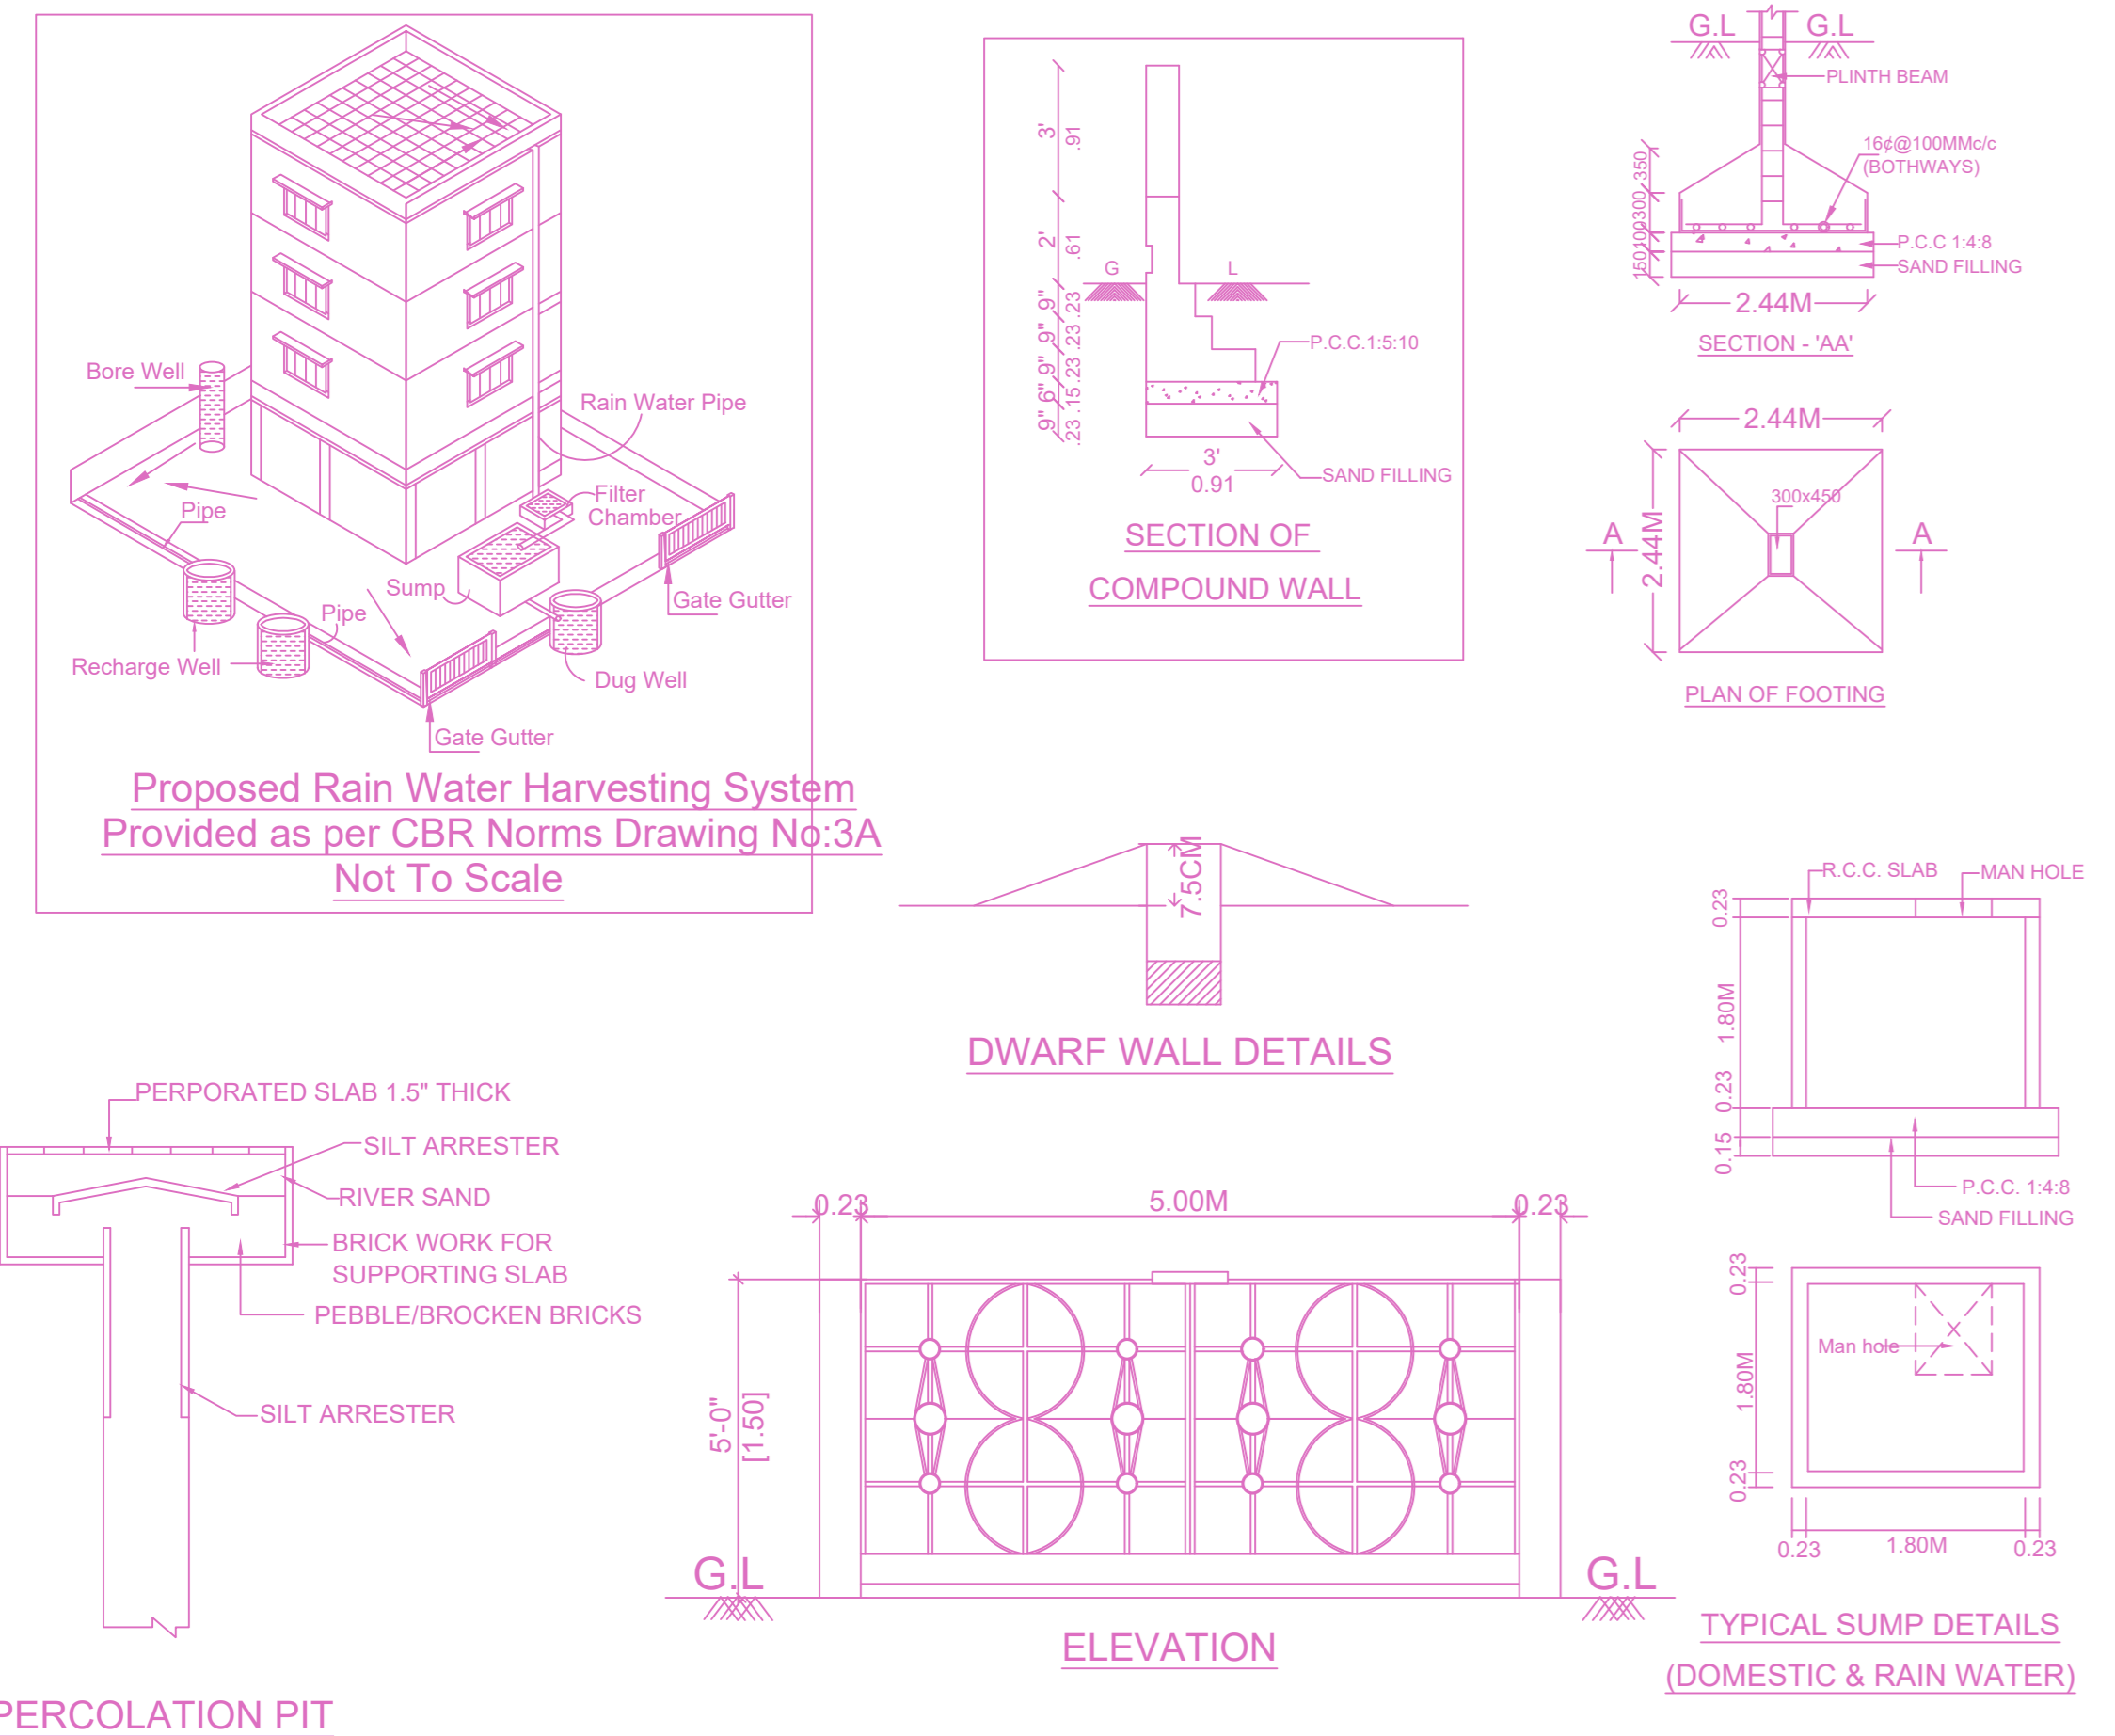 Bore Well
Rain Water Pipe
Filter
Chamber
Pipe
Sump
Pipe
Gate Gutter
Recharge Well
Dug Well
Gate Gutter
Proposed Rain Water Harvesting System
Provided as per CBR Norms Drawing No:3A
Not To Scale
3'
.91
2'
.61
G
L
9"
.23
9"
.23
9"
.23
6"
.15
9"
.23
P.C.C.1:5:10
SAND FILLING
3'
0.91
SECTION OF
COMPOUND WALL
G.L
G.L
PLINTH BEAM
16¢@100MMc/c
(BOTHWAYS)
350
300
100
150
P.C.C 1:4:8
SAND FILLING
2.44M
SECTION - 'AA'
2.44M
300x450
A
A
2.44M
PLAN OF FOOTING
7.5CM
DWARF WALL DETAILS
R.C.C. SLAB
MAN HOLE
0.23
1.80M
0.23
0.15
P.C.C. 1:4:8
SAND FILLING
0.23
Man hole
1.80M
0.23
0.23
1.80M
0.23
TYPICAL SUMP DETAILS
(DOMESTIC & RAIN WATER)
PERPORATED SLAB 1.5" THICK
SILT ARRESTER
RIVER SAND
BRICK WORK FOR
SUPPORTING SLAB
PEBBLE/BROCKEN BRICKS
SILT ARRESTER
PERCOLATION PIT
0.23
5.00M
0.23
5'-0"
[1.50]
G.L
G.L
ELEVATION